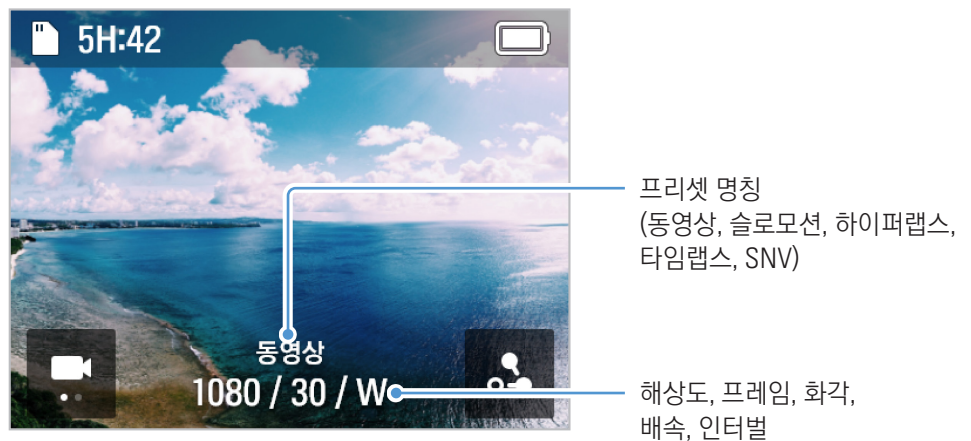 5H:42
프리셋 명칭
(동영상, 슬로모션, 하이퍼랩스,
타임랩스, SNV)
동영상
1080 / 30 / W
해상도, 프레임, 화각,
배속, 인터벌